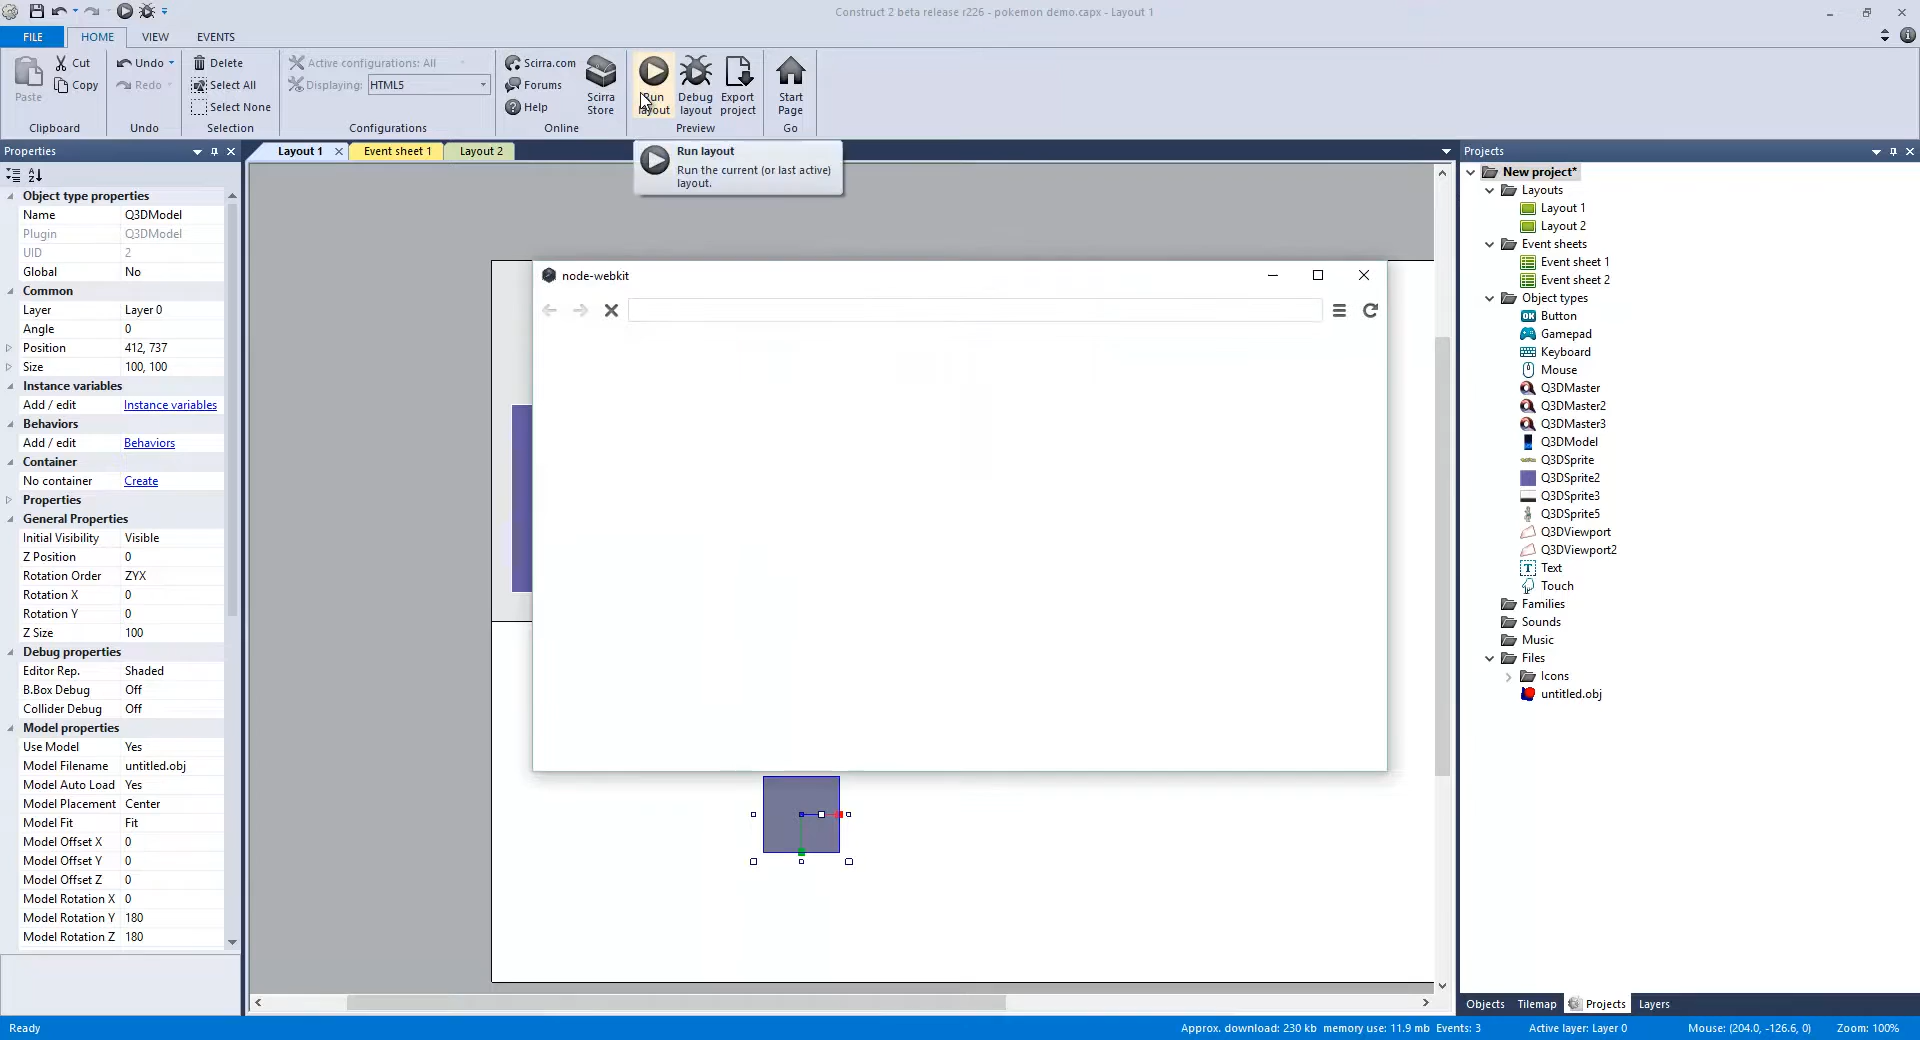 Construct 2 beta release r226 - pokemon demo.capx - Layout 1
FILE
HOME
VIEW
EVENTS
Paste
Cut
Copy
Clipboard
Undo
Redo
Undo
Delete
Select All
Select None
Selection
Active configurations: All
Displaying:
HTML5
Configurations
Scirra.com
Forums
Help
Scirra
Store
Online
Run
layout
Debug
layout
Export
project
Preview
Start
Page
Go
Properties
Layout 1
Event sheet 1
Layout 2
Run layout
Run the current (or last active)
layout.
Projects
Object type properties
Name Q3DModel
Plugin Q3DModel
UID 2
Global No
Common
Layer Layer 0
Angle 0
Position 412, 737
Size 100, 100
Instance variables
Add / edit Instance variables
Behaviors
Add / edit Behaviors
Container
No container Create
Properties
General Properties
Initial Visibility Visible
Z Position 0
Rotation Order ZYX
Rotation X 0
Rotation Y 0
Z Size 100
Debug properties
Editor Rep. Shaded
B.Box Debug Off
Collider Debug Off
Model properties
Use Model Yes
Model Filename untitled.obj
Model Auto Load Yes
Model Placement Center
Model Fit Fit
Model Offset X 0
Model Offset Y 0
Model Offset Z 0
Model Rotation X 0
Model Rotation Y 180
Model Rotation Z 180
node-webkit
New project*
Layouts
Layout 1
Layout 2
Event sheets
Event sheet 1
Event sheet 2
Object types
OK Button
Gamepad
Keyboard
Mouse
Q3DMaster
Q3DMaster2
Q3DMaster3
Q3DModel
Q3DSprite
Q3DSprite2
Q3DSprite3
Q3DSprite5
Q3DViewport
Q3DViewport2
T Text
Touch
Families
Sounds
Music
Files
Icons
untitled.obj
Objects
Tilemap
Projects
Layers
Ready
Approx. download: 230 kb memory use: 11.9 mb Events: 3
Active layer: Layer 0
Mouse: (204.0, -126.6, 0)
Zoom: 100%